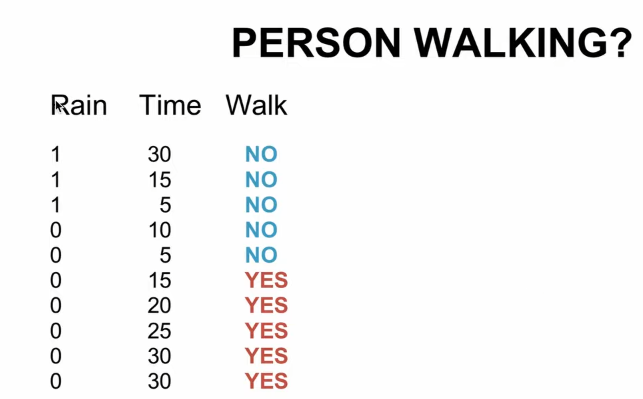 PERSON WALKING?
Rain Time Walk
1 30 NO
1 15 NO
1 5 NO
0 10 NO
0 5 NO
0 15 YES
0 20 YES
0 25 YES
0 30 YES
0 30 YES